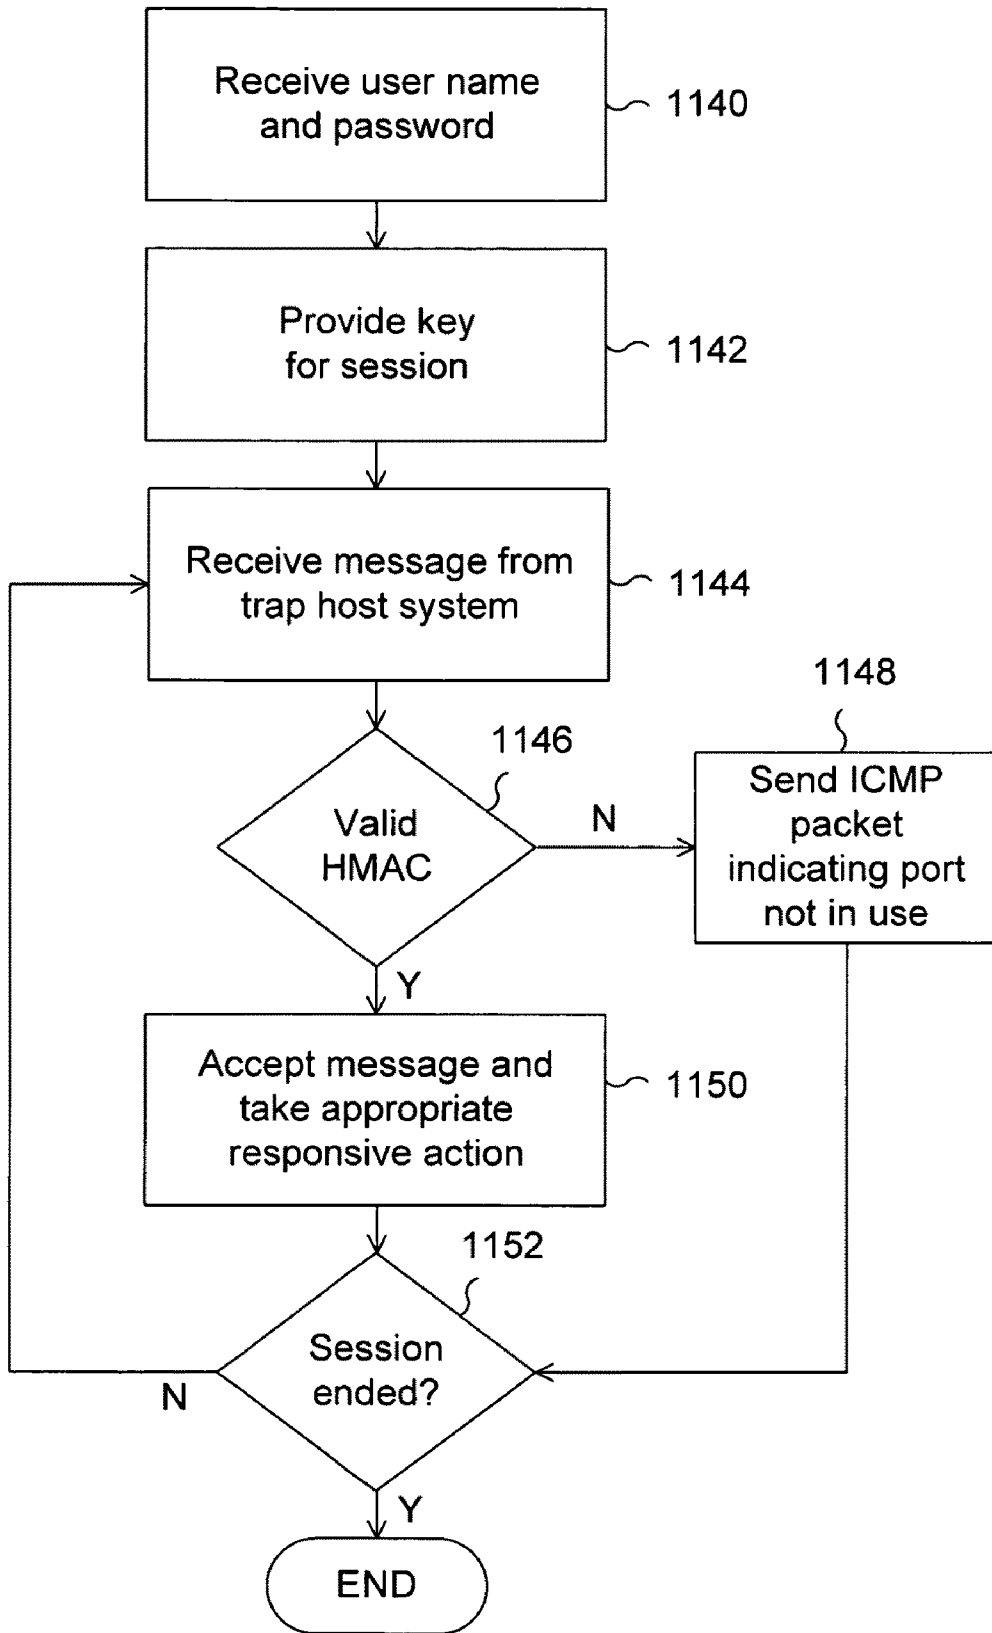 Receive user name
and password
1140
Provide key
for session
1142
Receive message from
trap host system
1144
1148
1146
Send ICMP
packet
indicating port
not in use
Valid
HMAC
N
Y
Accept message and
take appropriate
responsive action
1150
1152
Session
ended?
N
Y
END